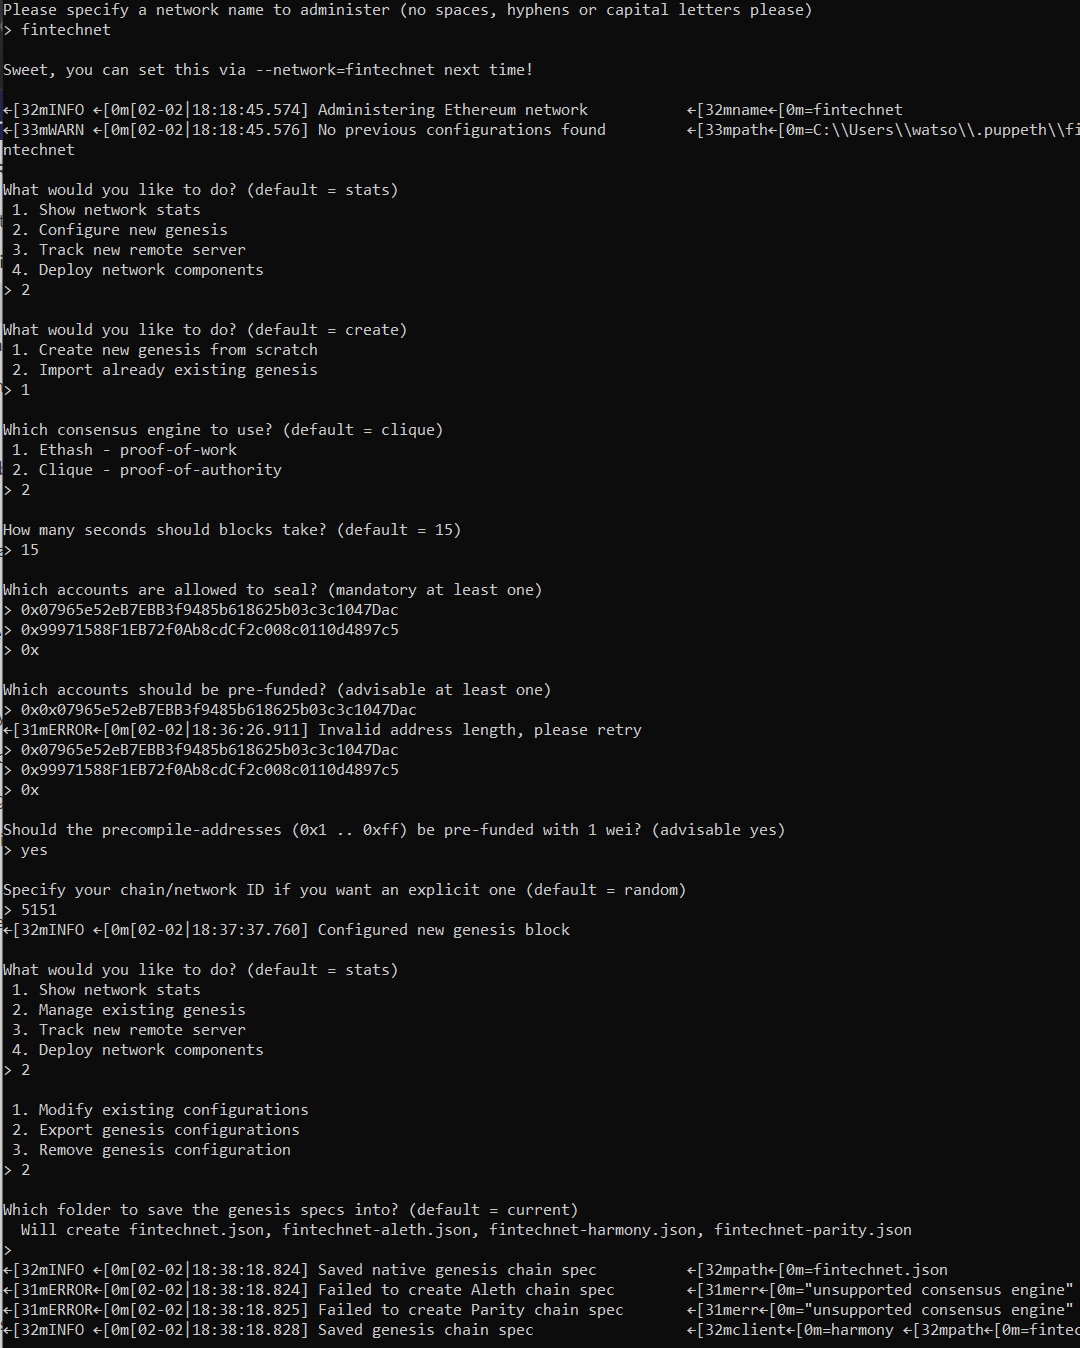 Please specify a network name to administer (no spaces, hyphens or capital letters please)
> fintechnet
Sweet, you can set this via --network=fintechnet next time!
←[32mINFO ←[0m[02-02|18:18:45.574] Administering Ethereum network ←[32mname←[0m=fintechnet
←[33mWARN ←[0m[02-02|18:18:45.576] No previous configurations found ←[33mpath←[0m=C:\\Users\\watso\\.puppeth\\fi
ntechnet
What would you like to do? (default = stats)
1. Show network stats
2. Configure new genesis
3. Track new remote server
4. Deploy network components
> 2
What would you like to do? (default = create)
1. Create new genesis from scratch
2. Import already existing genesis
> 1
Which consensus engine to use? (default = clique)
1. Ethash - proof-of-work
2. Clique - proof-of-authority
> 2
How many seconds should blocks take? (default = 15)
> 15
Which accounts are allowed to seal? (mandatory at least one)
> 0x07965e52eB7EBB3f9485b618625b03c3c1047Dac
> 0x99971588F1EB72f0Ab8cdCf2c008c0110d4897c5
> 0x
Which accounts should be pre-funded? (advisable at least one)
> 0x0x07965e52eB7EBB3f9485b618625b03c3c1047Dac
←[31mERROR←[0m[02-02|18:36:26.911] Invalid address length, please retry
> 0x07965e52eB7EBB3f9485b618625b03c3c1047Dac
> 0x99971588F1EB72f0Ab8cdCf2c008c0110d4897c5
> 0x
Should the precompile-addresses (0x1 .. 0xff) be pre-funded with 1 wei? (advisable yes)
> yes
Specify your chain/network ID if you want an explicit one (default = random)
> 5151
←[32mINFO ←[0m[02-02|18:37:37.760] Configured new genesis block
What would you like to do? (default = stats)
1. Show network stats
2. Manage existing genesis
3. Track new remote server
4. Deploy network components
> 2
1. Modify existing configurations
2. Export genesis configurations
3. Remove genesis configuration
> 2
Which folder to save the genesis specs into? (default = current)
Will create fintechnet.json, fintechnet-aleth.json, fintechnet-harmony.json, fintechnet-parity.json
>
←[32mINFO ←[0m[02-02|18:38:18.824] Saved native genesis chain spec ←[32mpath←[0m=fintechnet.json
←[31mERROR←[0m[02-02|18:38:18.824] Failed to create Aleth chain spec ←[31merr←[0m="unsupported consensus engine"
←[31mERROR←[0m[02-02|18:38:18.825] Failed to create Parity chain spec ←[31merr←[0m="unsupported consensus engine"
←[32mINFO ←[0m[02-02|18:38:18.828] Saved genesis chain spec ←[32mclient←[0m=harmony ←[32mpath←[0m=fintec